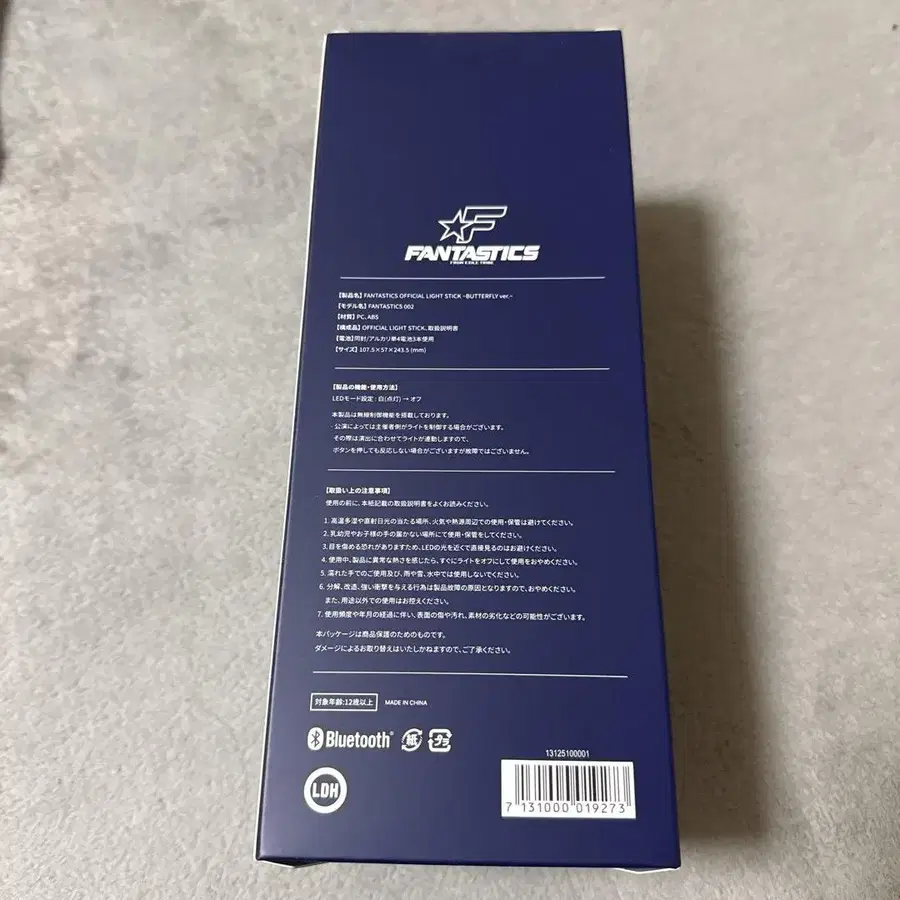 FANTASTICS
FROM EXILE TRIBE
【製品名】 FANTASTICS OFFICIAL LIGHT STICK -BUTTERFLY ver.-
【モデル名】 FANTASTICS 002
【材質】 PC、ABS
【構成品】 OFFICIAL LIGHT STICK、取扱説明書
【電池】同封/アルカリ単4電池3本使用
【サイズ】 107.5×57×243.5 (mm)
【製品の機能・使用方法】
LEDモード設定 : 白(点灯) → オフ
本製品は無線制御機能を搭載しております。
・公演によっては主催者側がライトを制御する場合がございます。
その際は演出に合わせてライトが連動しますので、
ボタンを押しても反応しない場合がございますが故障ではございません。
【取扱い上の注意事項】
使用の前に、本紙記載の取扱説明書をよくお読みください。
1. 高温多湿や直射日光の当たる場所、火気や熱源周辺での使用・保管は避けてください。
2. 乳幼児やお子様の手の届かない場所にて使用・保管をしてください。
3. 目を傷める恐れがありますため、LEDの光を近くで直接見るのはお避けください。
4. 使用中、製品に異常な熱さを感じたら、すぐにライトをオフにして使用をおやめください。
5. 濡れた手でのご使用及び、雨や雪、水中では使用しないでください。
6. 分解、改造、強い衝撃を与える行為は製品故障の原因となりますので、おやめください。
また、用途以外での使用はお控えください。
7. 使用頻度や年月の経過に伴い、表面の傷や汚れ、素材の劣化などの可能性がございます。
本パッケージは商品保護のためのものです。
ダメージによるお取り替えはいたしかねますので、ご了承ください。
対象年齢:12歳以上 MADE IN CHINA
Bluetooth® 紙 プラ
LDH
13125100001
7 131000 019273